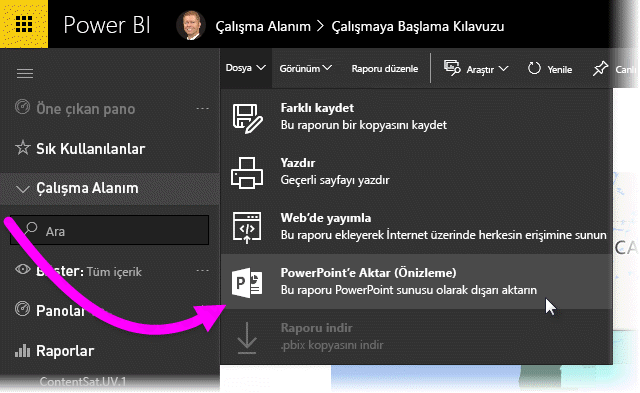 Power BI
Çalışma Alanım > Çalışmaya Başlama Kılavuzu
Dosya Görünüm Raporu düzenle Araştır Yenile Canlı
Öne çıkan pano ...
Sık Kullanılanlar
Çalışma Alanım
Ara
Tüm içerik ...
Panolar
Raporlar
ContentSat.UV.1
Farklı kaydet
Bu raporun bir kopyasını kaydet
Yazdır
Geçerli sayfayı yazdır
Web'de yayımla
Bu raporu ekleyerek İnternet üzerinde herkesin erişimine sunun
PowerPoint'e Aktar (Önizleme)
Bu raporu PowerPoint sunusu olarak dışarı aktarın
Raporu indir
.pbix kopyasını indir
CA